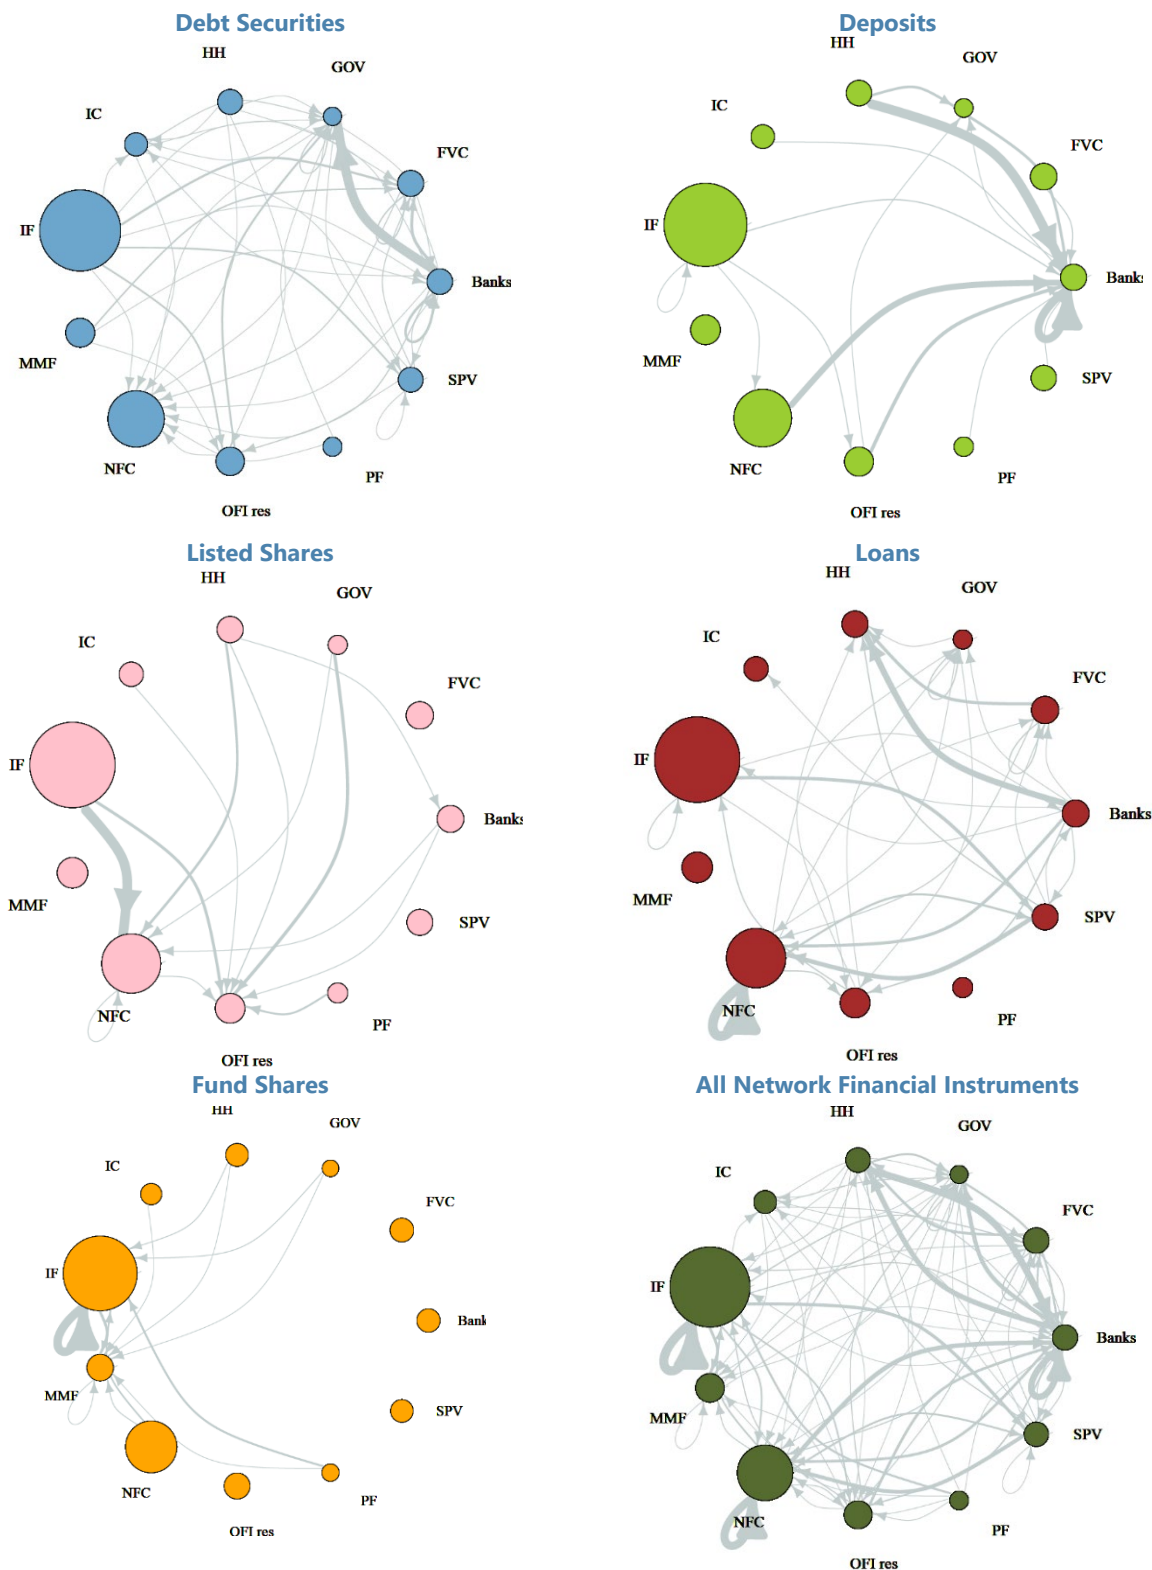 Debt Securities
HH
GOV
IC
FVC
IF
Banks
MMF
SPV
NFC
PF
OFI res
Deposits
HH
GOV
IC
FVC
IF
Banks
MMF
SPV
NFC
PF
OFI res
Listed Shares
HH
GOV
IC
FVC
IF
Banks
MMF
SPV
NFC
PF
OFI res
Loans
HH
GOV
IC
FVC
IF
Banks
MMF
SPV
NFC
PF
OFI res
Fund Shares
HH
GOV
IC
FVC
IF
Bank
MMF
SPV
NFC
PF
OFI res
All Network Financial Instruments
HH
GOV
IC
FVC
IF
Banks
MMF
SPV
NFC
PF
OFI res